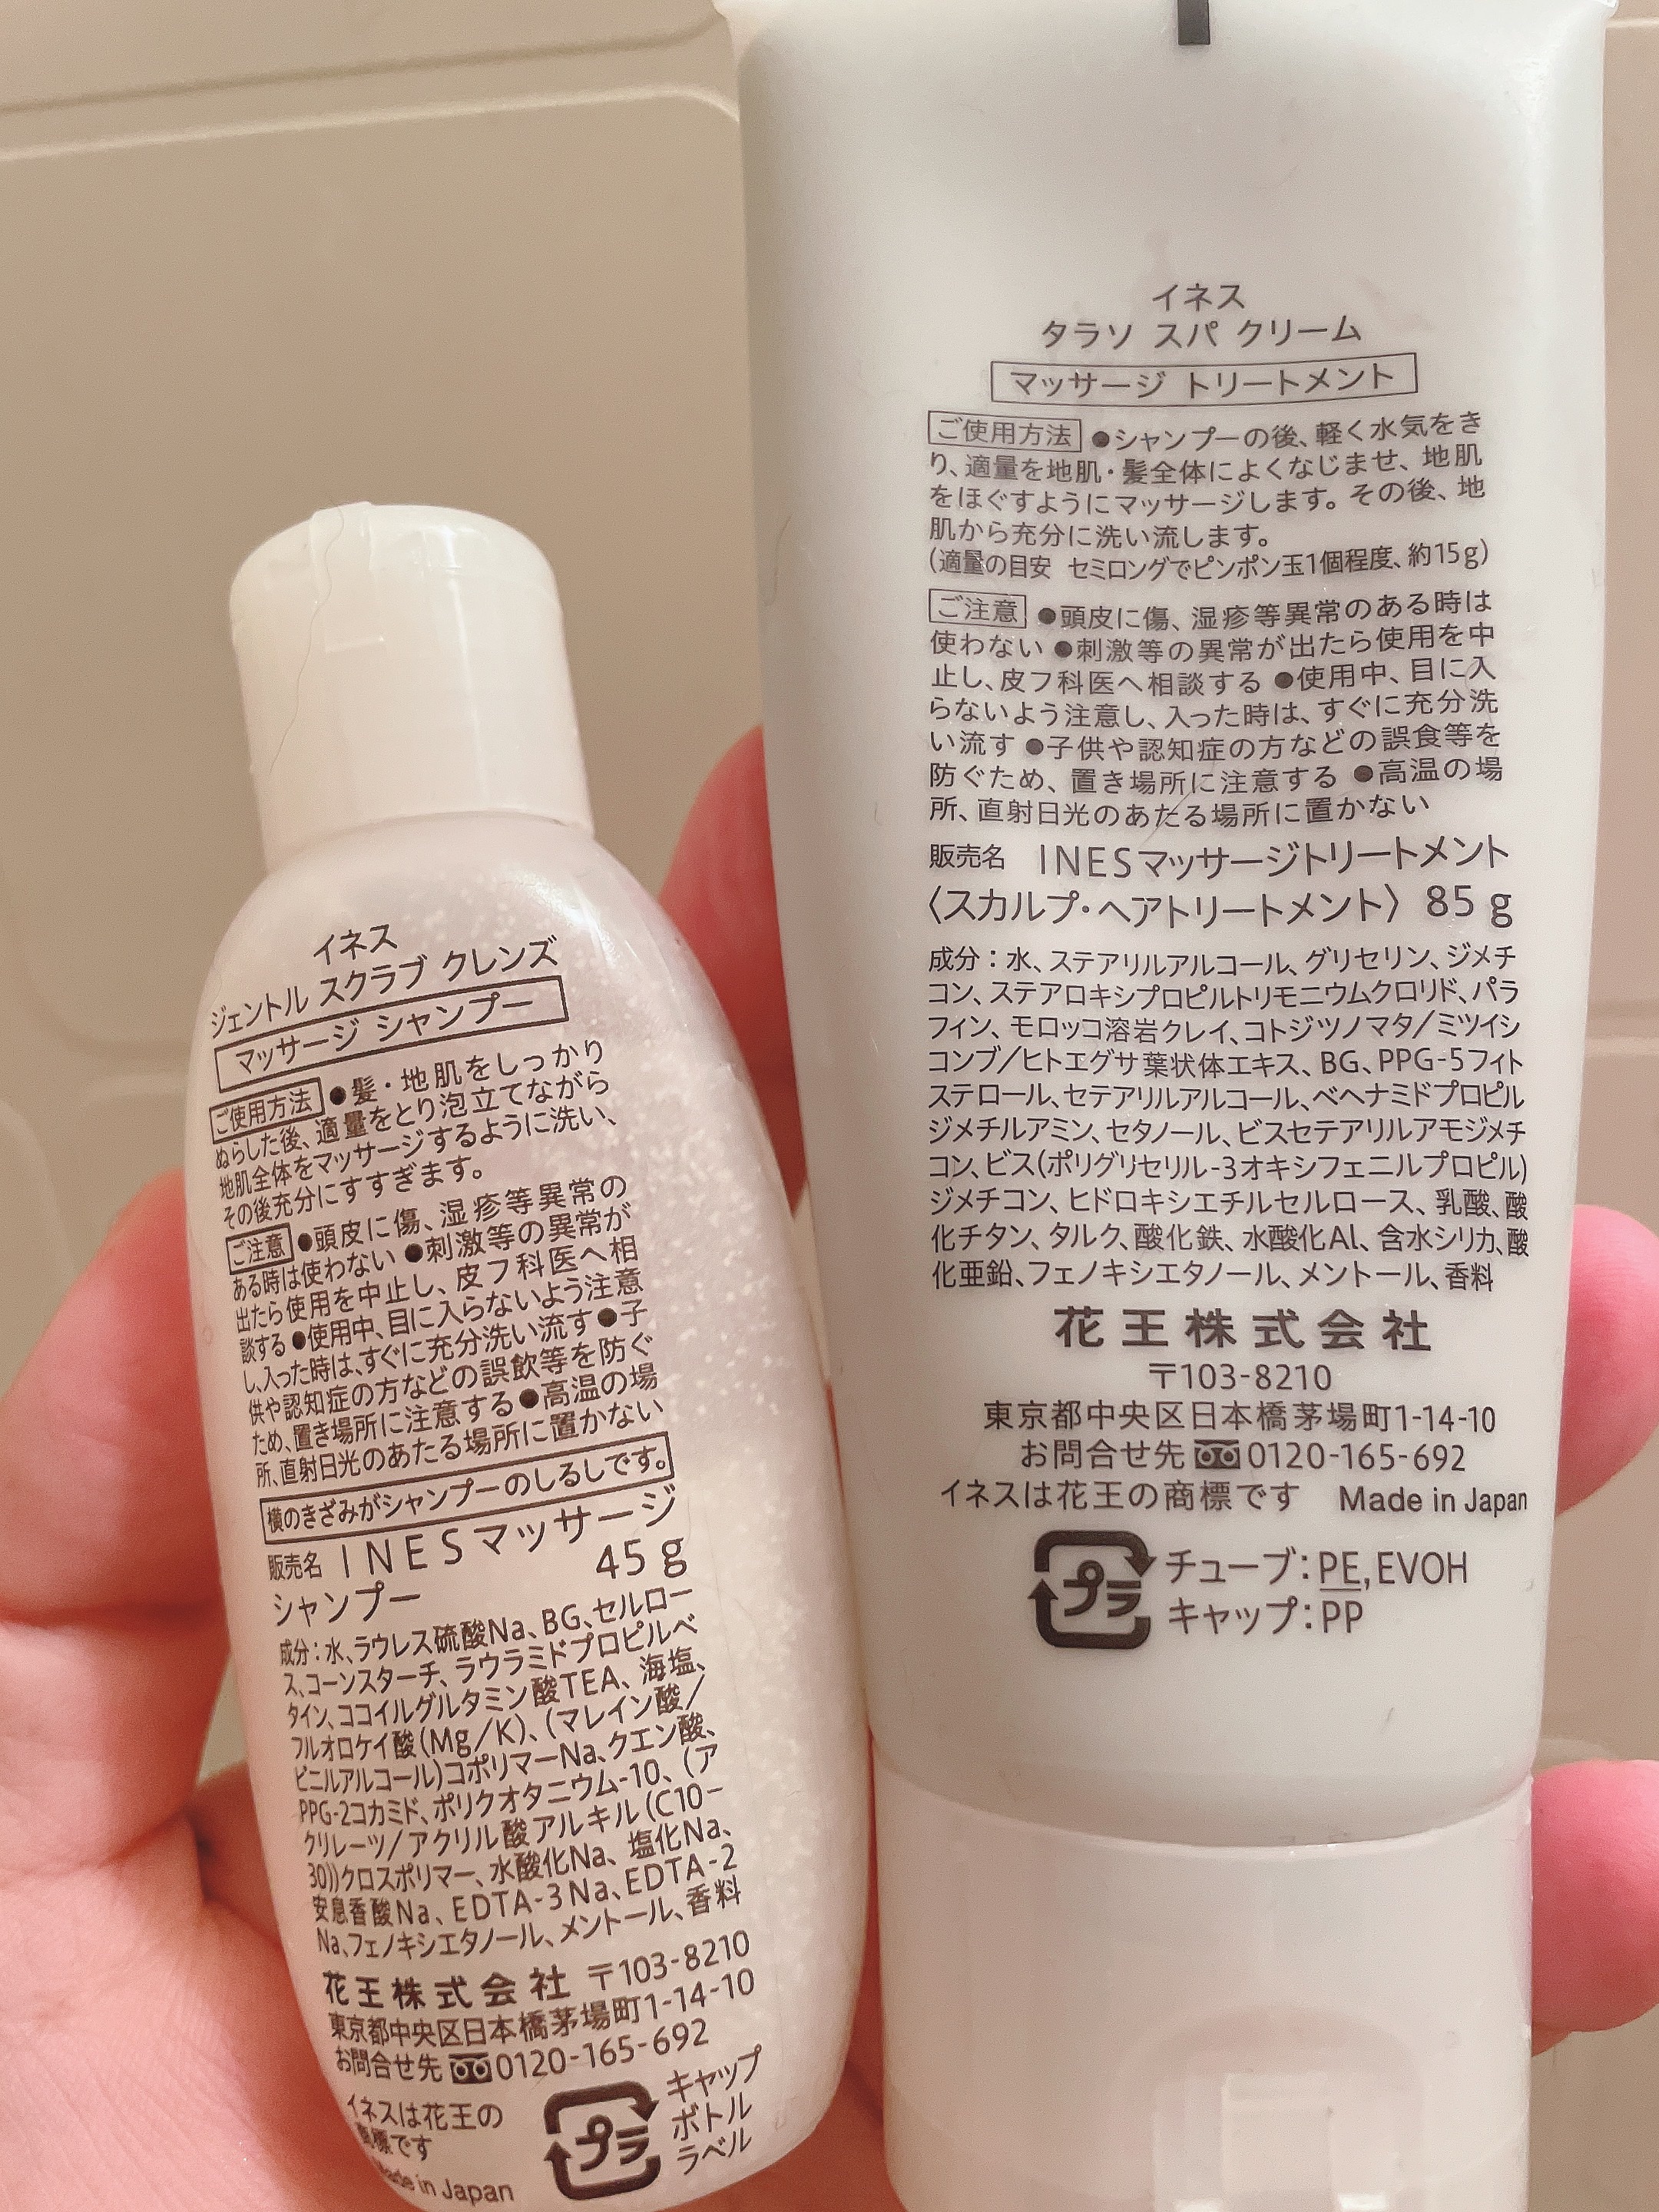 イネス
ジェントル スクラブ クレンズ
マッサージ シャンプー
ご使用方法 ●髪・地肌をしっかり
ぬらした後、適量をとり泡立てながら
地肌全体をマッサージするように洗い、
その後充分にすすぎます。
ご注意 ●頭皮に傷、湿疹等異常の
ある時は使わない ●刺激等の異常が
出たら使用を中止し、皮フ科医へ相
談する ●使用中、目に入らないよう注意
し、入った時は、すぐに充分洗い流す ●子
供や認知症の方などの誤飲等を防ぐ
ため、置き場所に注意する ●高温の場
所、直射日光のあたる場所に置かない
横のきざみがシャンプーのしるしです。
販売名 INESマッサージ
シャンプー 45g
成分：水、ラウレス硫酸Na、BG、セルロー
ス、コーンスターチ、ラウラミドプロピルベ
タイン、ココイルグルタミン酸TEA、海塩、
フルオロケイ酸(Mg／K)、(マレイン酸／
ビニルアルコール)コポリマーNa、クエン酸、
PPG-2コカミド、ポリクオタニウム-10、(ア
クリレーツ／アクリル酸アルキル(C10-
30))クロスポリマー、水酸化Na、塩化Na、
安息香酸Na、EDTA-3Na、EDTA-2
Na、フェノキシエタノール、メントール、香料
花王株式会社 〒103-8210
東京都中央区日本橋茅場町1-14-10
お問合せ先 0120-165-692
イネスは花王の
商標です
Made in Japan
プラ
キャップ
ボトル
ラベル
イネス
タラソ スパ クリーム
マッサージ トリートメント
ご使用方法 ●シャンプーの後、軽く水気をき
り、適量を地肌・髪全体によくなじませ、地肌
をほぐすようにマッサージします。その後、地
肌から充分に洗い流します。
(適量の目安 セミロングでピンポン玉1個程度、約15g)
ご注意 ●頭皮に傷、湿疹等異常のある時は
使わない ●刺激等の異常が出たら使用を中
止し、皮フ科医へ相談する ●使用中、目に入
らないよう注意し、入った時は、すぐに充分洗
い流す ●子供や認知症の方などの誤食等を
防ぐため、置き場所に注意する ●高温の場
所、直射日光のあたる場所に置かない
販売名 INESマッサージトリートメント
〈スカルプ・ヘアトリートメント〉 85g
成分：水、ステアリルアルコール、グリセリン、ジメチ
コン、ステアロキシプロピルトリモニウムクロリド、パラ
フィン、モロッコ溶岩クレイ、コトジツノマタ／ミツイシ
コンブ／ヒトエグサ葉状体エキス、BG、PPG-5フィト
ステロール、セテアリルアルコール、ベヘナミドプロピル
ジメチルアミン、セタノール、ビスセテアリルアモジメチ
コン、ビス(ポリグリセリル-3オキシフェニルプロピル)
ジメチコン、ヒドロキシエチルセルロース、乳酸、酸
化チタン、タルク、酸化鉄、水酸化Al、含水シリカ、酸
化亜鉛、フェノキシエタノール、メントール、香料
花王株式会社
〒103-8210
東京都中央区日本橋茅場町1-14-10
お問合せ先 0120-165-692
イネスは花王の商標です Made in Japan
プラ
チューブ：PE,EVOH
キャップ：PP